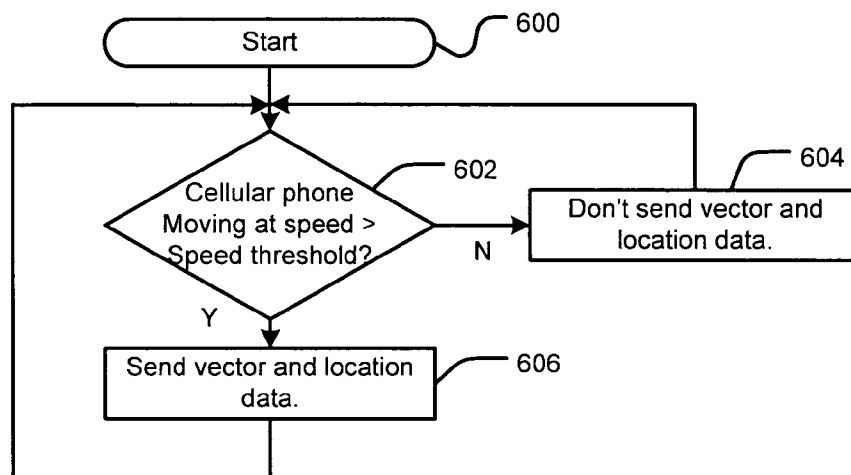 Start
600
Cellular phone
Moving at speed >
Speed threshold?
602
N
Y
Don't send vector and
location data.
604
Send vector and location
data.
606